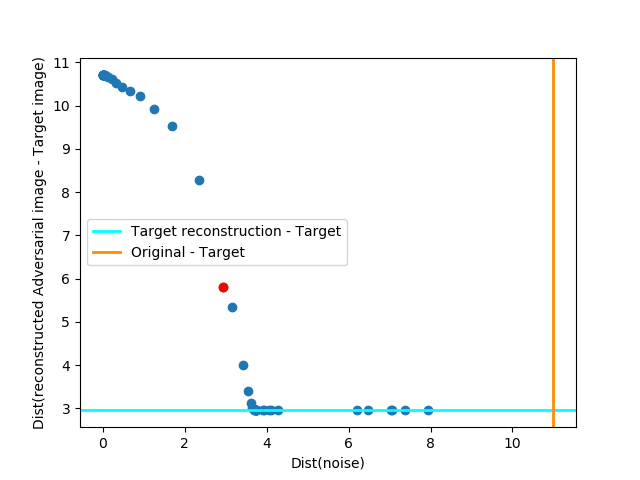 11
10
9
8
7
6
5
4
3
Dist(reconstructed Adversarial image - Target image)
Target reconstruction - Target
Original - Target
0 2 4 6 8 10
Dist(noise)